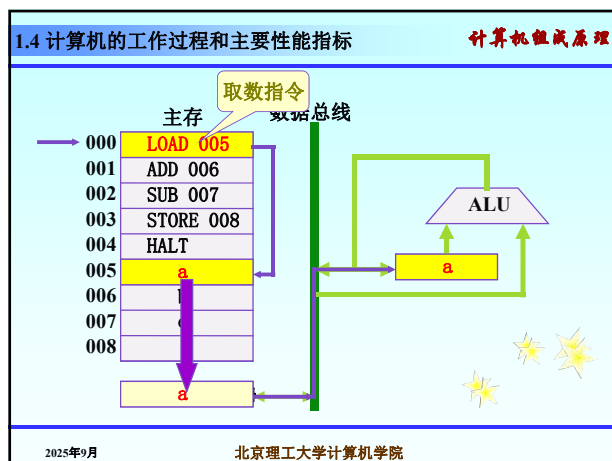 1.4 计算机的工作过程和主要性能指标
计算机组成原理
取数指令
主存
数据总线
000 LOAD 005
001 ADD 006
002 SUB 007
003 STORE 008
004 HALT
005 a
006
007
008
a
ALU
a
2025年9月
北京理工大学计算机学院